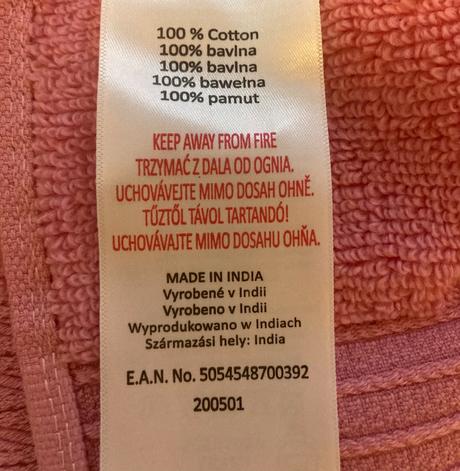 100 % Cotton
100% bavlna
100% bavlna
100% bawełna
100% pamut
KEEP AWAY FROM FIRE
TRZYMAĆ Z DALA OD OGNIA.
UCHOVÁVEJTE MIMO DOSAH OHNĚ.
TŰZTŐL TÁVOL TARTANDÓ!
UCHOVÁVAJTE MIMO DOSAHU OHŇA.
MADE IN INDIA
Vyrobené v Indii
Vyrobeno v Indii
Wyprodukowano w Indiach
Származási hely: India
E.A.N. No. 5054548700392
200501